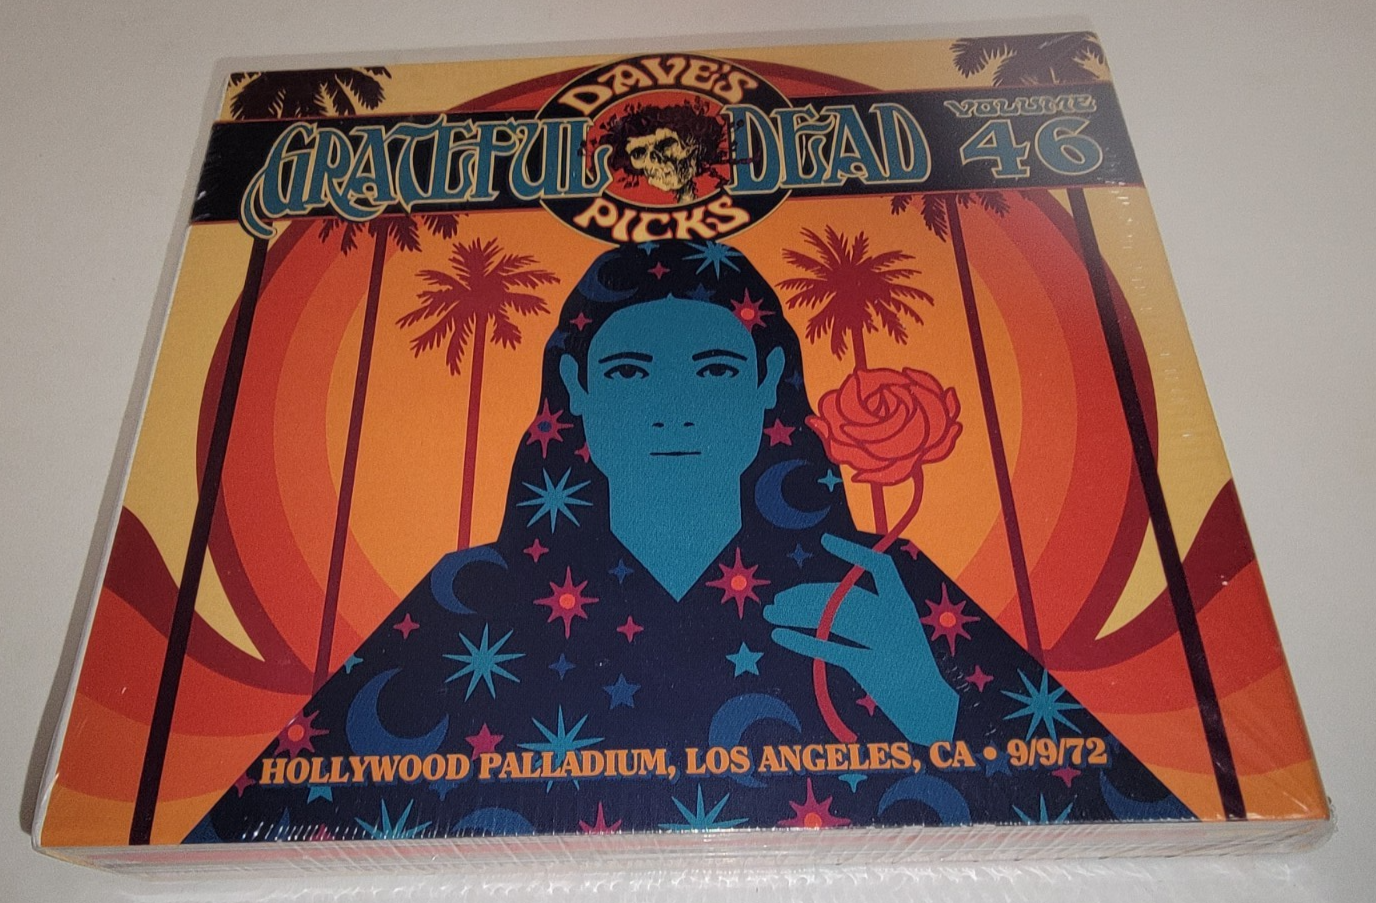 DAVE'S
GRATEFUL DEAD
VOLUME
46
PICKS
HOLLYWOOD PALLADIUM, LOS ANGELES, CA • 9/9/72